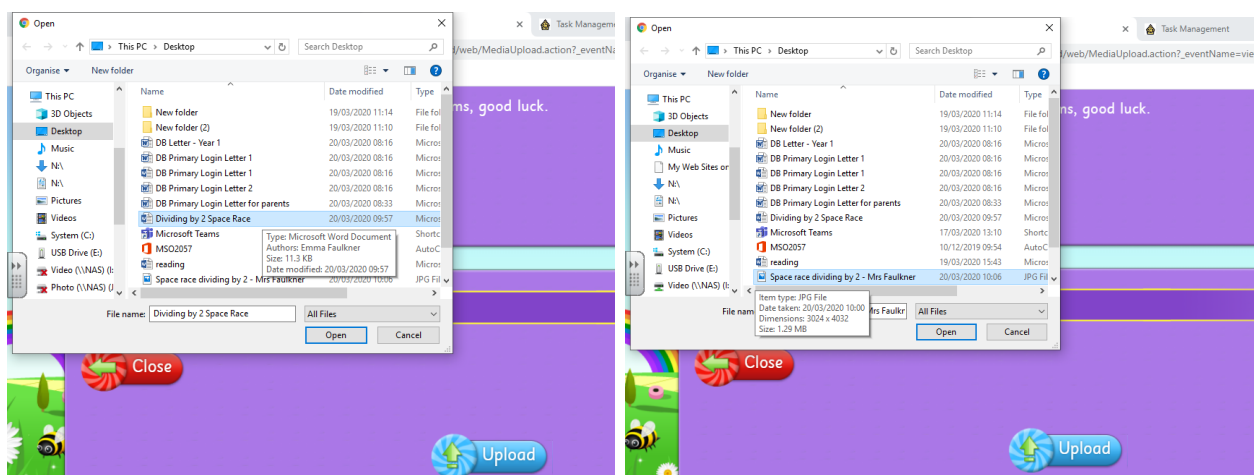 Open
Task Managem
This PC > Desktop
Search Desktop
d/web/MediaUpload.action?_eventNa
Organise
New folder
Name
Date modified
Type
This PC
3D Objects
Desktop
Music
N:\
N:\
Pictures
Videos
System (C:)
USB Drive (E:)
Video (\\NAS) (I:
Photo (\\NAS) (J
New folder 19/03/2020 11:14 File fol
New folder (2) 19/03/2020 11:10 File fol
DB Letter - Year 1 20/03/2020 08:16 Micros
DB Primary Login Letter 1 20/03/2020 08:16 Micros
DB Primary Login Letter 1 20/03/2020 08:16 Micros
DB Primary Login Letter 2 20/03/2020 08:16 Micros
DB Primary Login Letter for parents 20/03/2020 08:33 Micros
Dividing by 2 Space Race 20/03/2020 09:57 Micros
Microsoft Teams Shortc
MSO2057 AutoC
reading Micros
Space race dividing by 2 - Mrs Faulkner 20/03/2020 10:06 JPG Fil
Type: Microsoft Word Document
Authors: Emma Faulkner
Size: 11.3 KB
Date modified: 20/03/2020 09:57
File name: Dividing by 2 Space Race
All Files
Open
Cancel
ms, good luck.
Close
Upload
Open
Task Management
This PC > Desktop
Search Desktop
d/web/MediaUpload.action?_eventName=vie
Organise
New folder
Name
Date modified
Type
This PC
3D Objects
Desktop
Music
My Web Sites or
N:\
N:\
Pictures
Videos
System (C:)
USB Drive (E:)
Video (\\NAS) (I:
New folder 19/03/2020 11:14 File fol
New folder (2) 19/03/2020 11:10 File fol
DB Letter - Year 1 20/03/2020 08:16 Micros
DB Primary Login Letter 1 20/03/2020 08:16 Micros
DB Primary Login Letter 1 20/03/2020 08:16 Micros
DB Primary Login Letter 2 20/03/2020 08:16 Micros
DB Primary Login Letter for parents 20/03/2020 08:33 Micros
Dividing by 2 Space Race 20/03/2020 09:57 Micros
Microsoft Teams 17/03/2020 13:10 Shortc
MSO2057 10/12/2019 09:54 AutoC
reading 19/03/2020 15:43 Micros
Space race dividing by 2 - Mrs Faulkner 20/03/2020 10:06 JPG Fil
Item type: JPG File
Date taken: 20/03/2020 10:00
Dimensions: 3024 x 4032
Size: 1.29 MB
File nam
Mrs Faulkr
All Files
Open
Cancel
ms, good luck.
Close
Upload